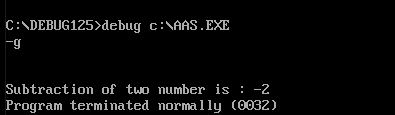 C:\DEBUG125>debug c:\AAS.EXE
-g
Subtraction of two number is : -2
Program terminated normally (0032)